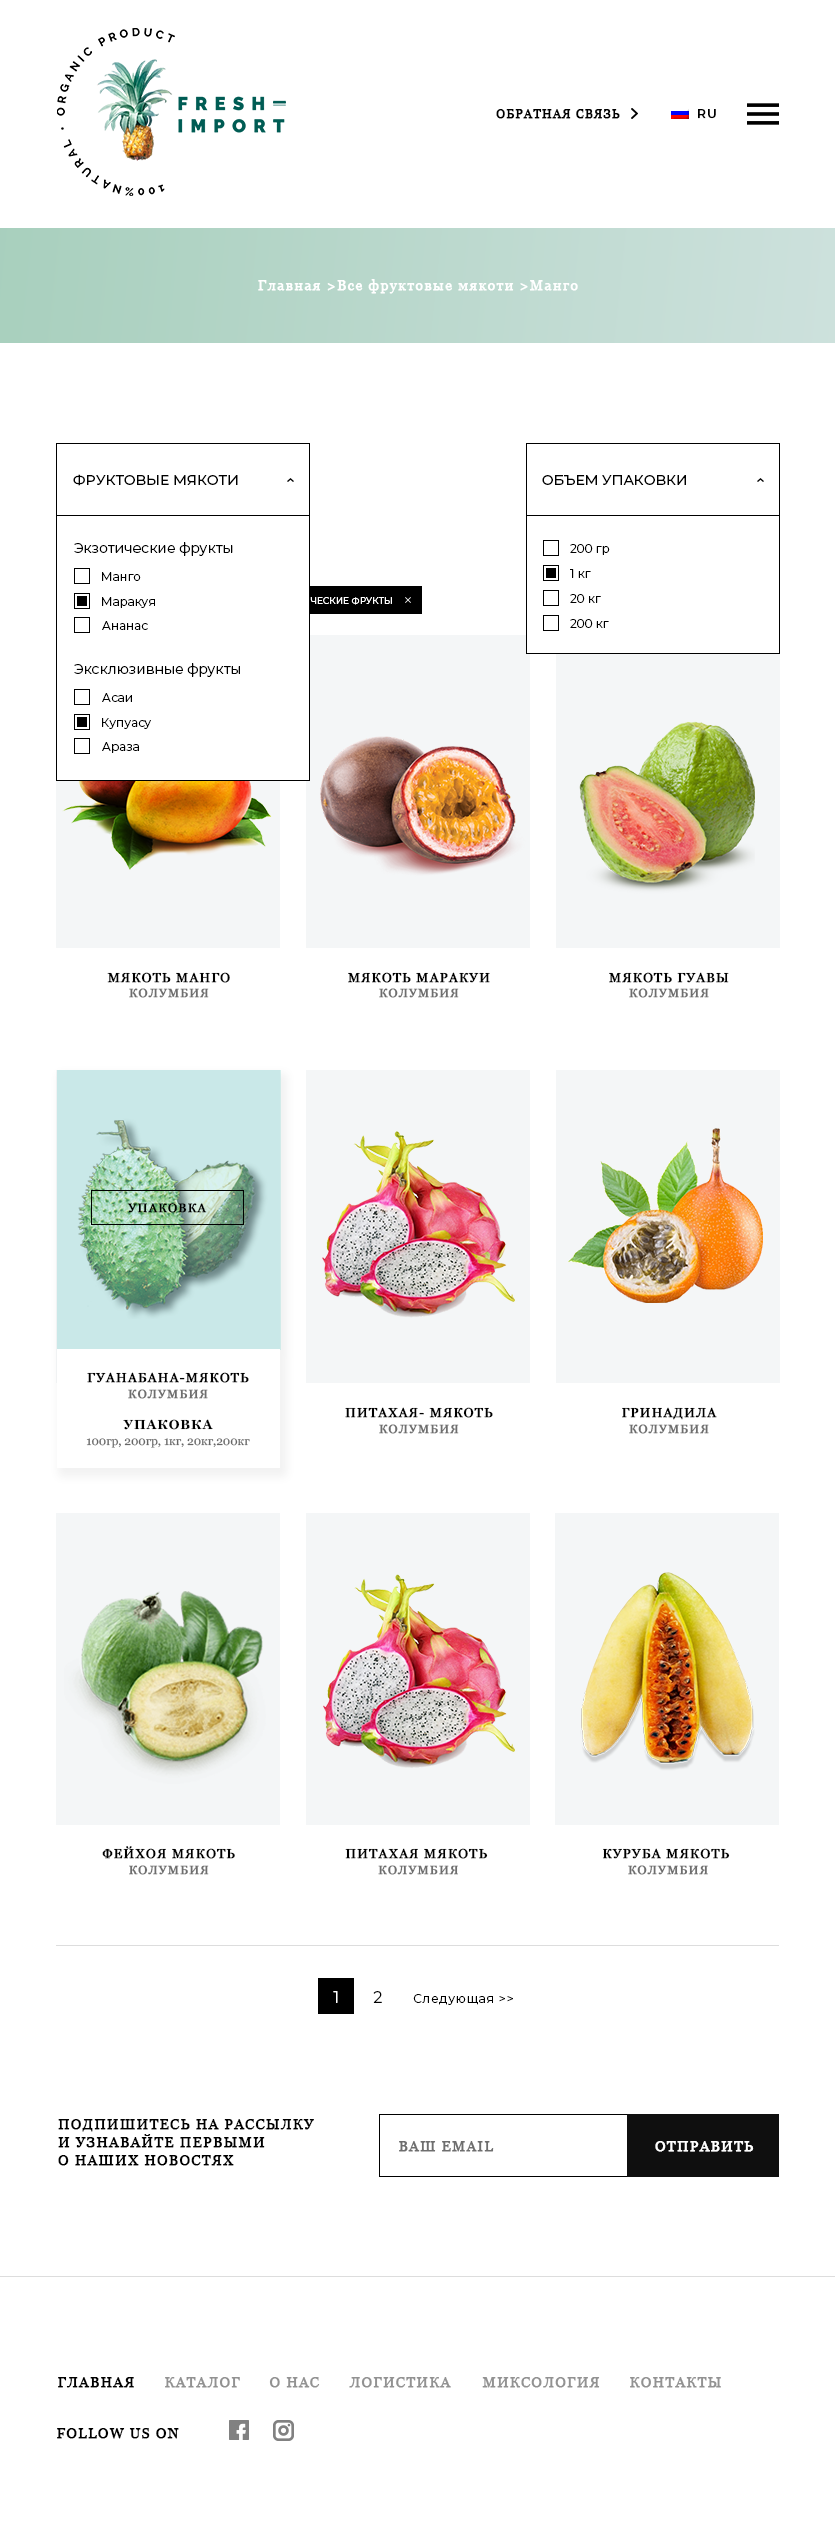 ORGANIC PRODUCT · 100% NATURAL
FRESH-
IMPORT
ОБРАТНАЯ СВЯЗЬ
RU
Главная >Все фруктовые мякоти >Манго
ФРУКТОВЫЕ МЯКОТИ
ОБЪЕМ УПАКОВКИ
Экзотические фрукты
Манго
Маракуя
Ананас
Эксклюзивные фрукты
Асаи
Купуасу
Араза
200 гр
1 кг
20 кг
200 кг
ЧЕСКИЕ ФРУКТЫ ×
МЯКОТЬ МАНГО
КОЛУМБИЯ
МЯКОТЬ МАРАКУИ
КОЛУМБИЯ
МЯКОТЬ ГУАВЫ
КОЛУМБИЯ
УПАКОВКА
ГУАНАБАНА-МЯКОТЬ
КОЛУМБИЯ
УПАКОВКА
100гр, 200гр, 1кг, 20кг,200кг
ПИТАХАЯ- МЯКОТЬ
КОЛУМБИЯ
ГРИНАДИЛА
КОЛУМБИЯ
ФЕЙХОЯ МЯКОТЬ
КОЛУМБИЯ
ПИТАХАЯ МЯКОТЬ
КОЛУМБИЯ
КУРУБА МЯКОТЬ
КОЛУМБИЯ
1 2 Следующая >>
ПОДПИШИТЕСЬ НА РАССЫЛКУ
И УЗНАВАЙТЕ ПЕРВЫМИ
О НАШИХ НОВОСТЯХ
ВАШ EMAIL
ОТПРАВИТЬ
ГЛАВНАЯ КАТАЛОГ О НАС ЛОГИСТИКА МИКСОЛОГИЯ КОНТАКТЫ
FOLLOW US ON